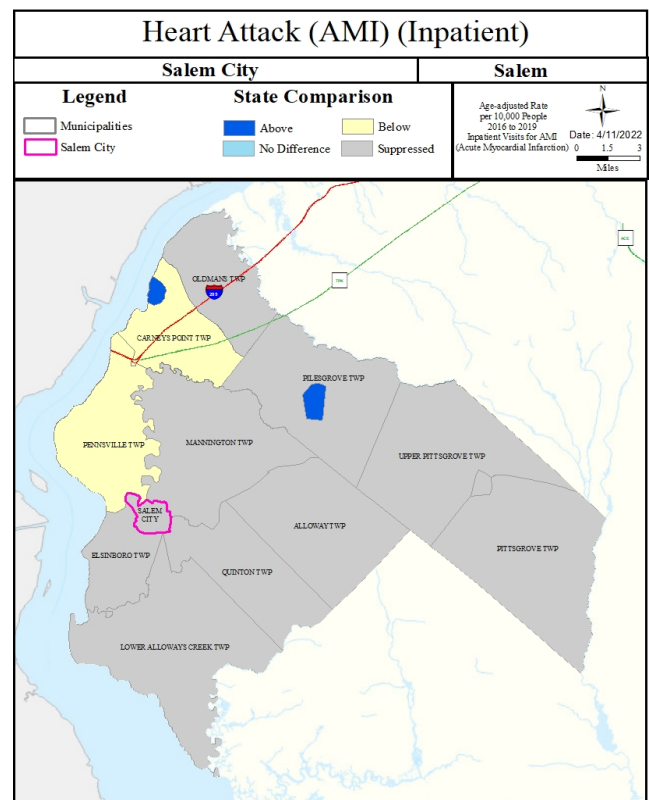 Heart Attack (AMI) (Inpatient)
Salem City
Salem
Legend
Municipalities
Salem City
State Comparison
Above
Below
No Difference
Suppressed
Age-adjusted Rate
per 10,000 People
2016 to 2019
Inpatient Visits for AMI
(Acute Myocardial Infarction)
N
Date: 4/11/2022
0 1.5 3
Miles
OLDMANS TWP
295
TPK
ACE
CARNEYS POINT TWP
PILESGROVE TWP
PENNSVILLE TWP
MANNINGTON TWP
UPPER PITTSGROVE TWP
SALEM
CITY
ALLOWAY TWP
ELSINBORO TWP
PITTSGROVE TWP
QUINTON TWP
LOWER ALLOWAYS CREEK TWP